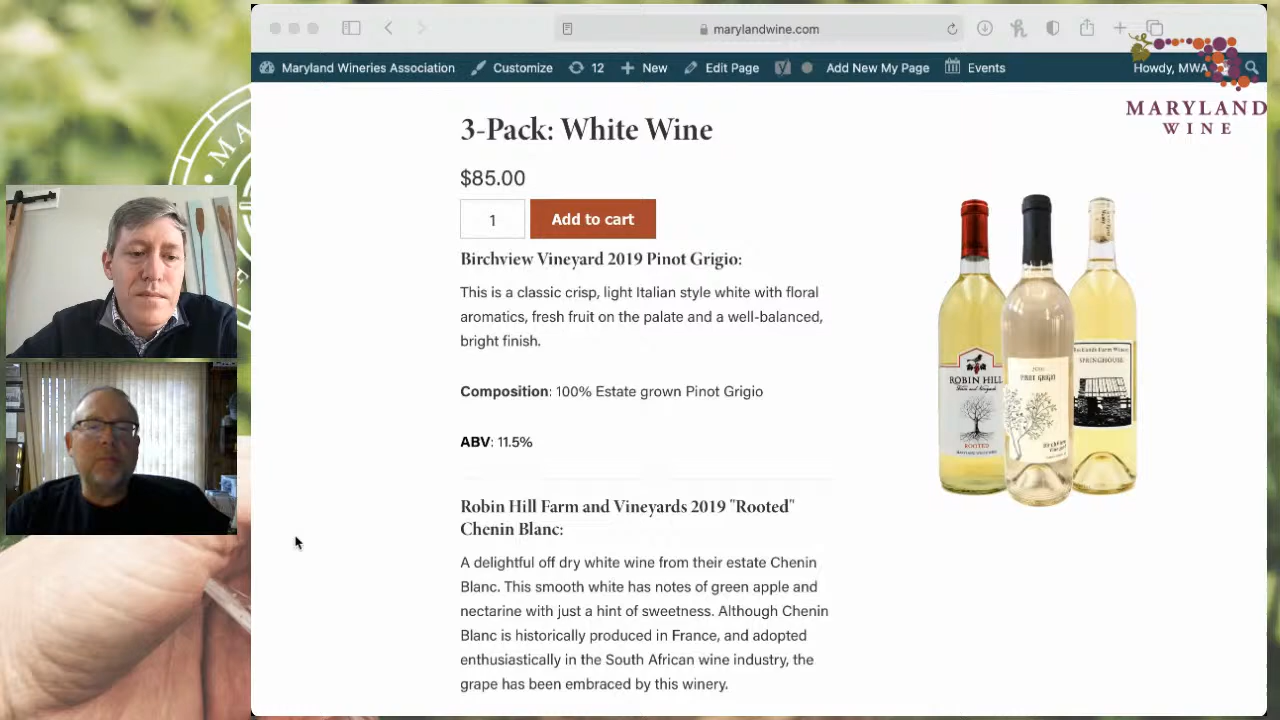 marylandwine.com
Maryland Wineries Association Customize 12 New Edit Page Add New My Page Events Howdy, MWA
MARYLAND
WINE
3-Pack: White Wine
$85.00
1 Add to cart
Birchview Vineyard 2019 Pinot Grigio:
This is a classic crisp, light Italian style white with floral
aromatics, fresh fruit on the palate and a well-balanced,
bright finish.
Composition: 100% Estate grown Pinot Grigio
ABV: 11.5%
Robin Hill Farm and Vineyards 2019 "Rooted"
Chenin Blanc:
A delightful off dry white wine from their estate Chenin
Blanc. This smooth white has notes of green apple and
nectarine with just a hint of sweetness. Although Chenin
Blanc is historically produced in France, and adopted
enthusiastically in the South African wine industry, the
grape has been embraced by this winery.
ROBIN HILL
ROOTED
PINOT GRIGIO
SPRINGHOUSE